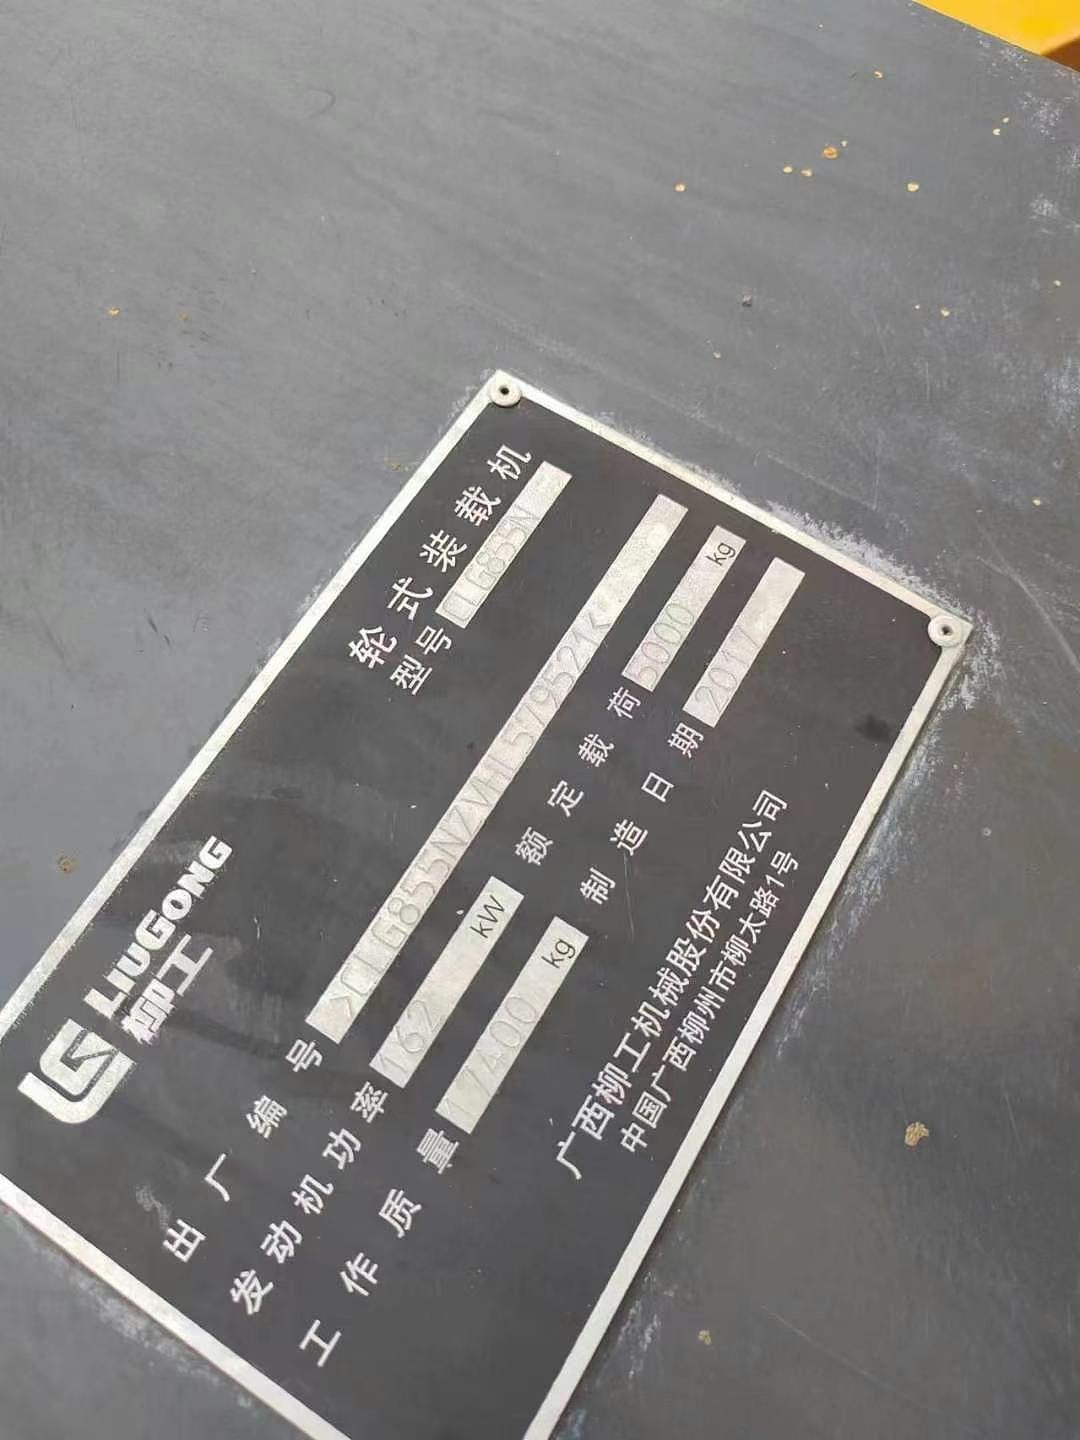 LIUGONG
柳工
轮式装载机
型号 CLG855N
出厂编号 >CLG855NZVHL579521<
发动机功率 162 kW 额定载荷 5000 kg
工作质量 17400 kg 制造日期 2017
广西柳工机械股份有限公司
中国广西柳州市柳太路1号